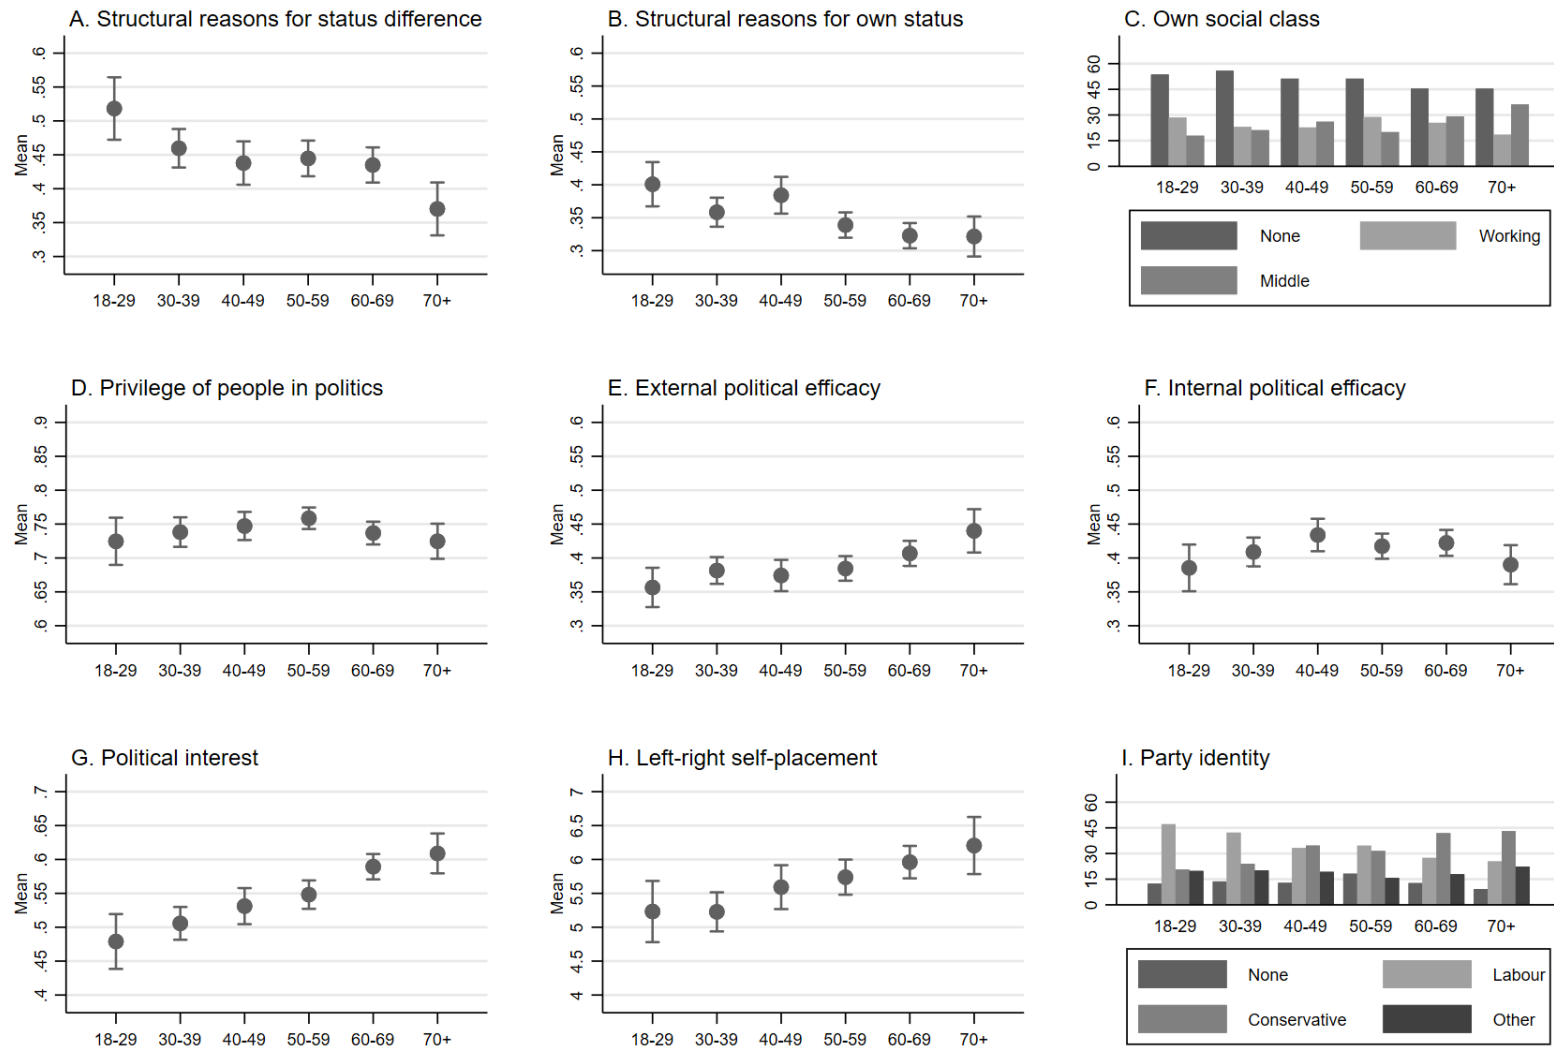 A. Structural reasons for status difference
Mean
.6
.55
.5
.45
.4
.35
.3
18-29 30-39 40-49 50-59 60-69 70+
B. Structural reasons for own status
Mean
.6
.55
.5
.45
.4
.35
.3
18-29 30-39 40-49 50-59 60-69 70+
C. Own social class
60
45
30
15
0
18-29 30-39 40-49 50-59 60-69 70+
None Working
Middle
D. Privilege of people in politics
Mean
.9
.85
.8
.75
.7
.65
.6
18-29 30-39 40-49 50-59 60-69 70+
E. External political efficacy
Mean
.6
.55
.5
.45
.4
.35
.3
18-29 30-39 40-49 50-59 60-69 70+
F. Internal political efficacy
Mean
.6
.55
.5
.45
.4
.35
.3
18-29 30-39 40-49 50-59 60-69 70+
G. Political interest
Mean
.7
.65
.6
.55
.5
.45
.4
18-29 30-39 40-49 50-59 60-69 70+
H. Left-right self-placement
Mean
7
6.5
6
5.5
5
4.5
4
18-29 30-39 40-49 50-59 60-69 70+
I. Party identity
60
45
30
15
0
18-29 30-39 40-49 50-59 60-69 70+
None Labour
Conservative Other